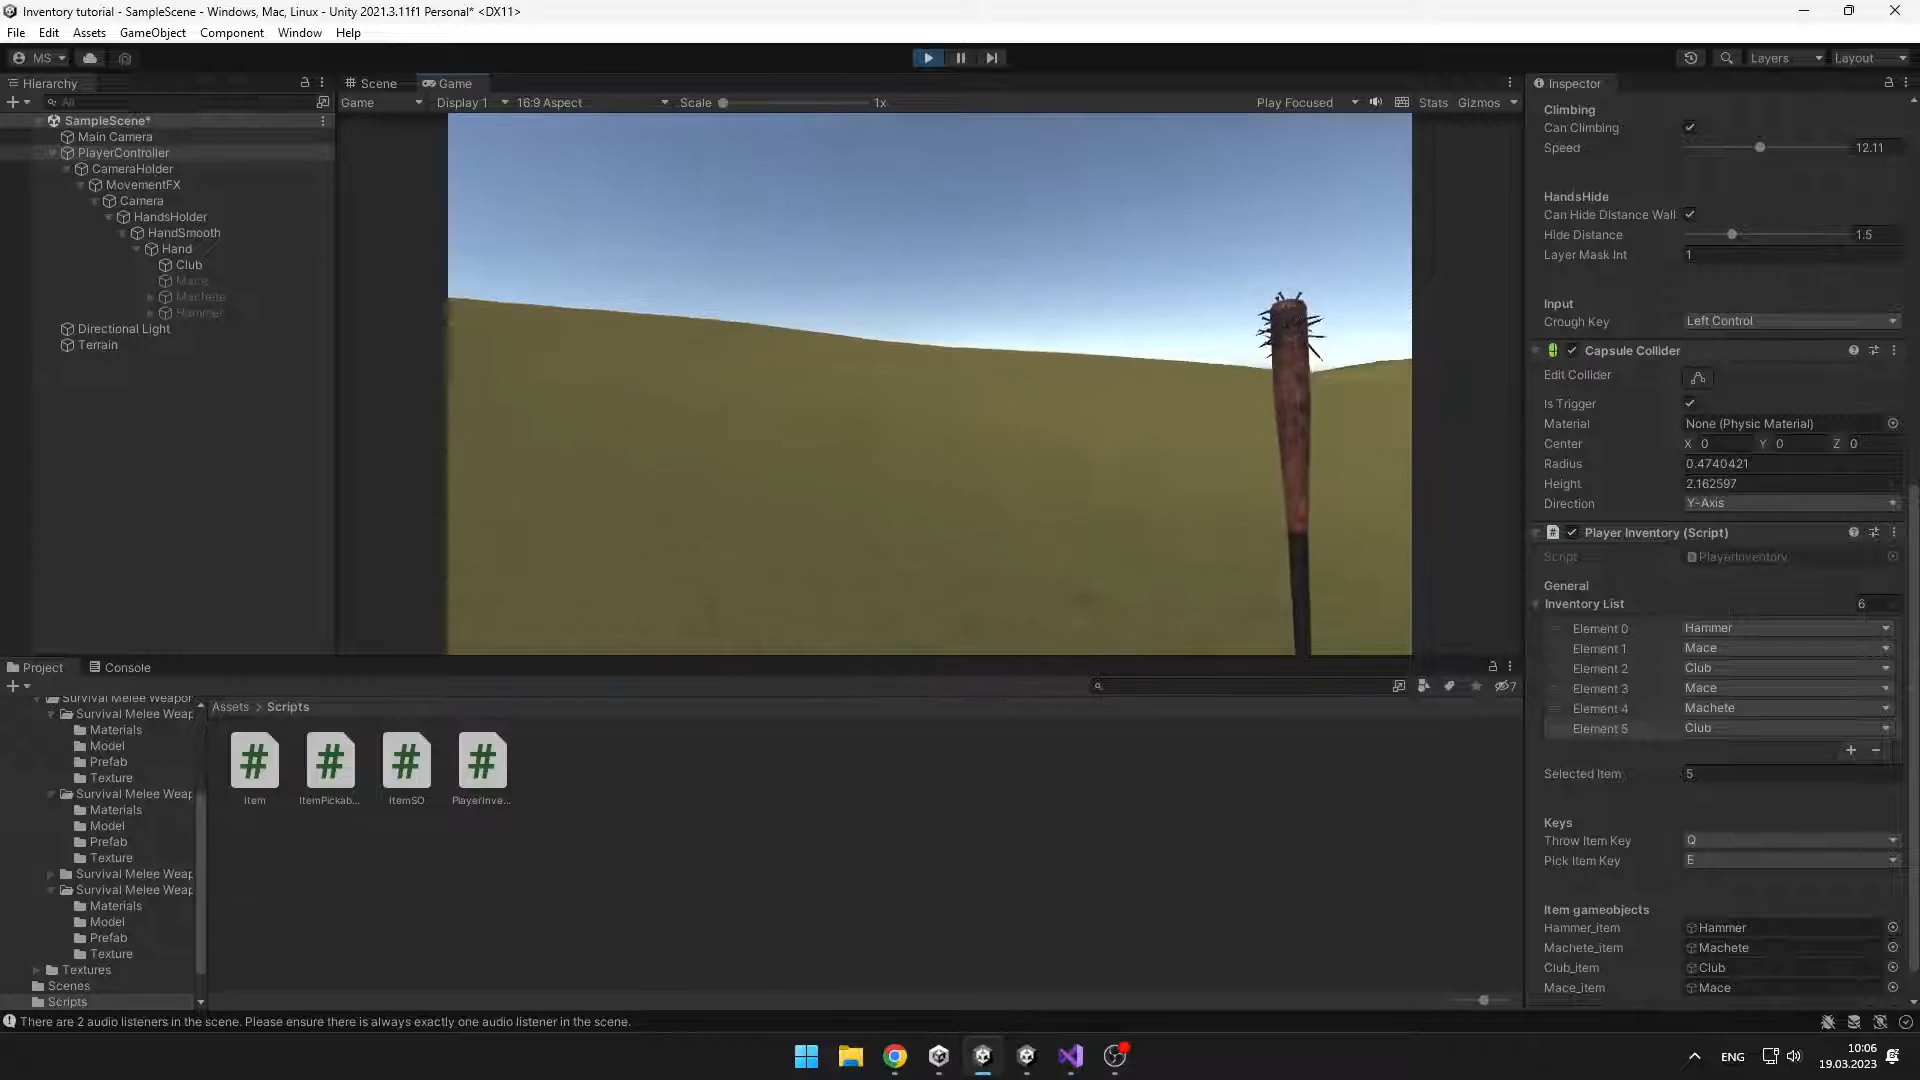 Inventory tutorial - SampleScene - Windows, Mac, Linux - Unity 2021.3.11f1 Personal* <DX11>
File Edit Assets GameObject Component Window Help
MS Layers Layout
Hierarchy
All
SampleScene*
Main Camera
PlayerController
CameraHolder
MovementFX
Camera
HandsHolder
HandSmooth
Hand
Club
Mace
Machete
Hammer
Directional Light
Terrain
Scene Game
Game Display 1 16:9 Aspect Scale 1x Play Focused Stats Gizmos
Inspector
Climbing
Can Climbing
Speed 12.11
HandsHide
Can Hide Distance Wall
Hide Distance 1.5
Layer Mask Int 1
Input
Crough Key Left Control
Capsule Collider
Edit Collider
Is Trigger
Material None (Physic Material)
Center X 0 Y 0 Z 0
Radius 0.4740421
Height 2.162597
Direction Y-Axis
# Player Inventory (Script)
Script PlayerInventory
General
Inventory List 6
Element 0 Hammer
Element 1 Mace
Element 2 Club
Element 3 Mace
Element 4 Machete
Element 5 Club
+ -
Selected Item 5
Keys
Throw Item Key Q
Pick Item Key E
Item gameobjects
Hammer_item Hammer
Machete_item Machete
Club_item Club
Mace_item Mace
Project Console
7
Survival Melee Weapon
Survival Melee Weap
Materials
Model
Prefab
Texture
Survival Melee Weap
Materials
Model
Prefab
Texture
Survival Melee Weap
Survival Melee Weap
Materials
Model
Prefab
Texture
Textures
Scenes
Scripts
Assets > Scripts
# # # #
Item ItemPickab... ItemSO PlayerInve...
There are 2 audio listeners in the scene. Please ensure there is always exactly one audio listener in the scene.
ENG
10:06
19.03.2023